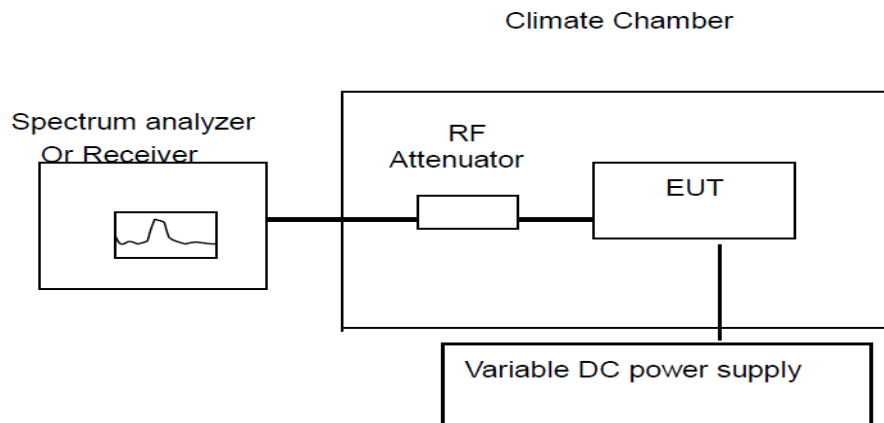 Climate Chamber
Spectrum analyzer
Or Receiver
RF
Attenuator
EUT
Variable DC power supply